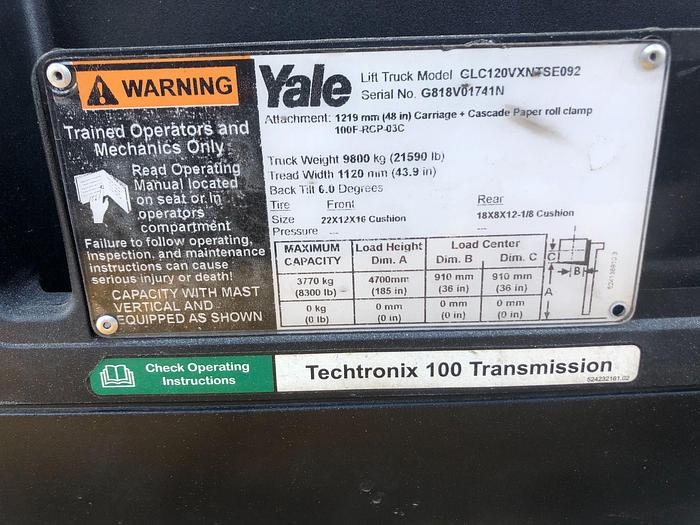 WARNING
Trained Operators and
Mechanics Only
Read Operating
Manual located
on seat or in
operators
compartment
Failure to follow operating,
inspection, and maintenance
instructions can cause
serious injury or death!
CAPACITY WITH MAST
VERTICAL AND
EQUIPPED AS SHOWN
Yale
Lift Truck Model CLC120VXNTSE092
Serial No. G818V01741N
Attachment: 1219 mm (48 in) Carriage + Cascade Paper roll clamp
100F-RCP-03C
Truck Weight 9800 kg (21590 lb)
Tread Width 1120 mm (43.9 in)
Back Tilt 6.0 Degrees
Tire Front Rear
Size 22X12X16 Cushion 18X8X12-1/8 Cushion
Pressure --- ---
MAXIMUM CAPACITY Load Height Dim. A Load Center Dim. B Dim. C
3770 kg (8300 lb) 4700mm (185 in) 910 mm (36 in) 910 mm (36 in)
0 kg (0 lb) 0 mm (0 in) 0 mm (0 in) 0 mm (0 in)
C
B
A
Check Operating
Instructions
Techtronix 100 Transmission
524232161.02